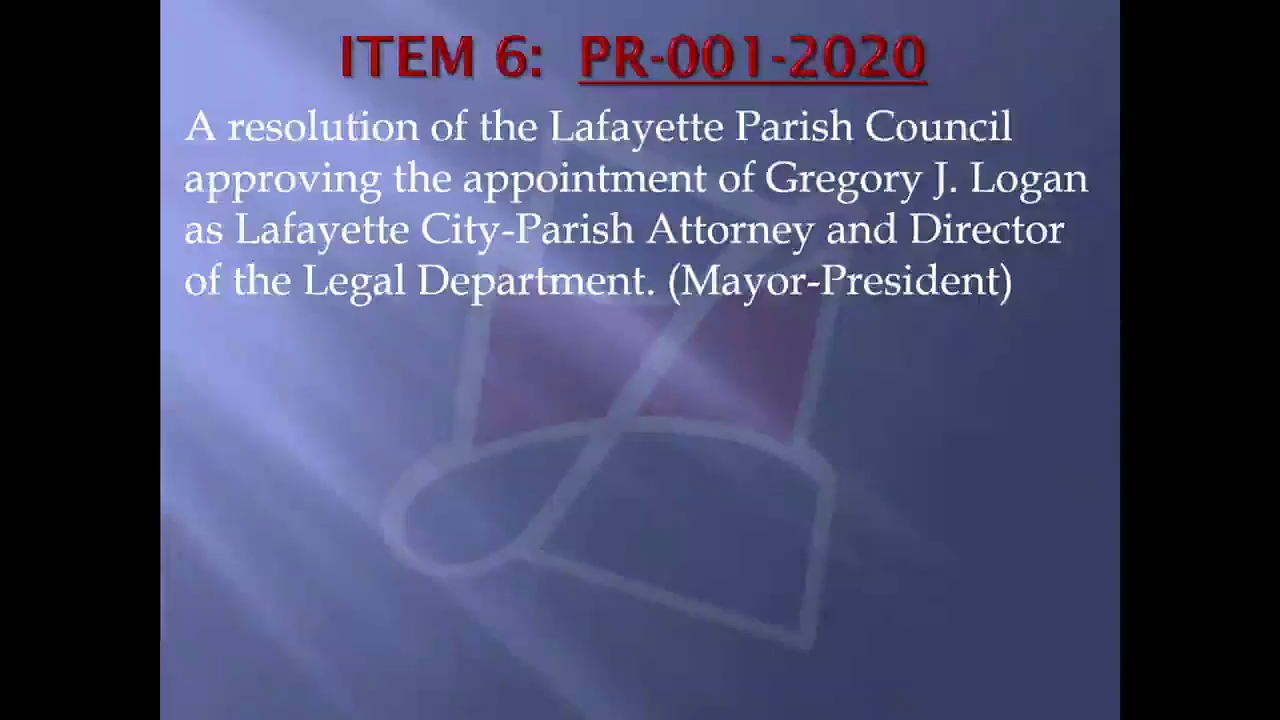 ITEM 6: PR-001-2020
A resolution of the Lafayette Parish Council
approving the appointment of Gregory J. Logan
as Lafayette City-Parish Attorney and Director
of the Legal Department. (Mayor-President)